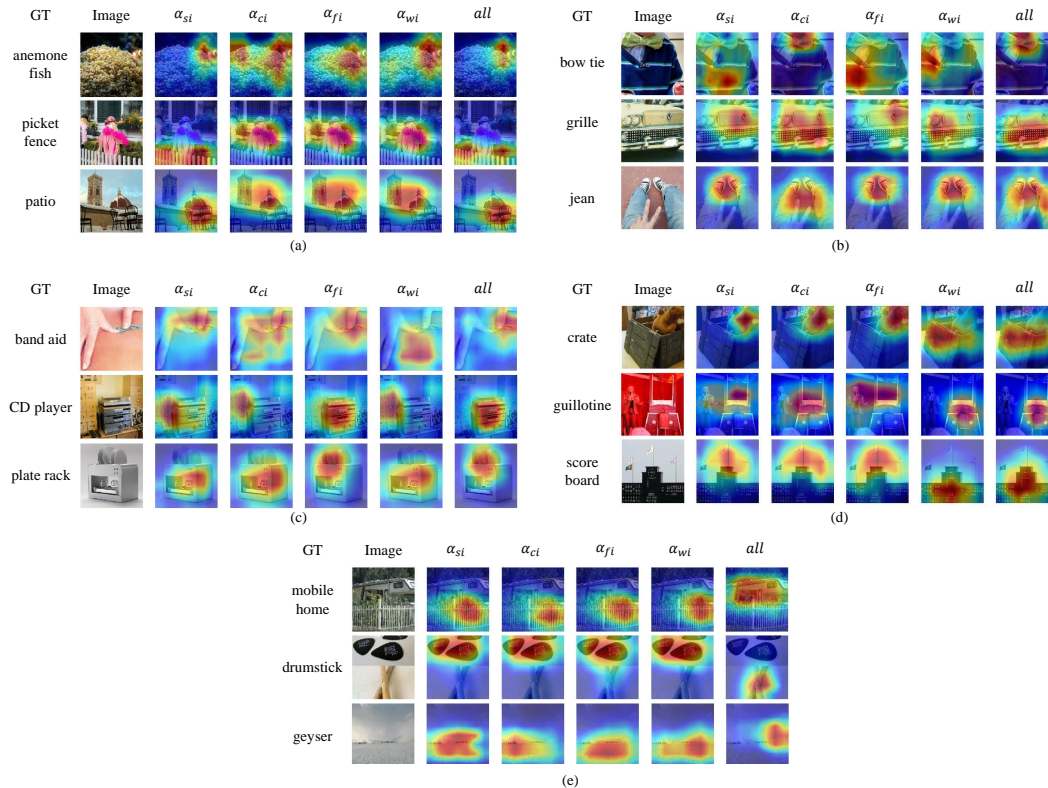 GT Image α_si α_ci α_fi α_wi all
anemone
fish
picket
fence
patio
(a)
GT Image α_si α_ci α_fi α_wi all
bow tie
grille
jean
(b)
GT Image α_si α_ci α_fi α_wi all
band aid
CD player
plate rack
(c)
GT Image α_si α_ci α_fi α_wi all
crate
guillotine
score
board
(d)
GT Image α_si α_ci α_fi α_wi all
mobile
home
drumstick
geyser
(e)